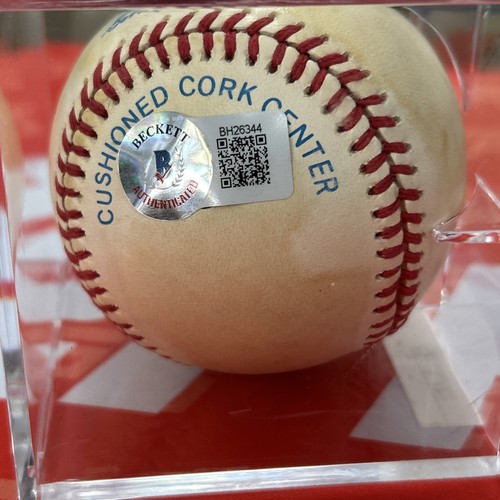 CUSHIONED CORK CENTER
BECKETT
B
AUTHENTICATED
BH26344